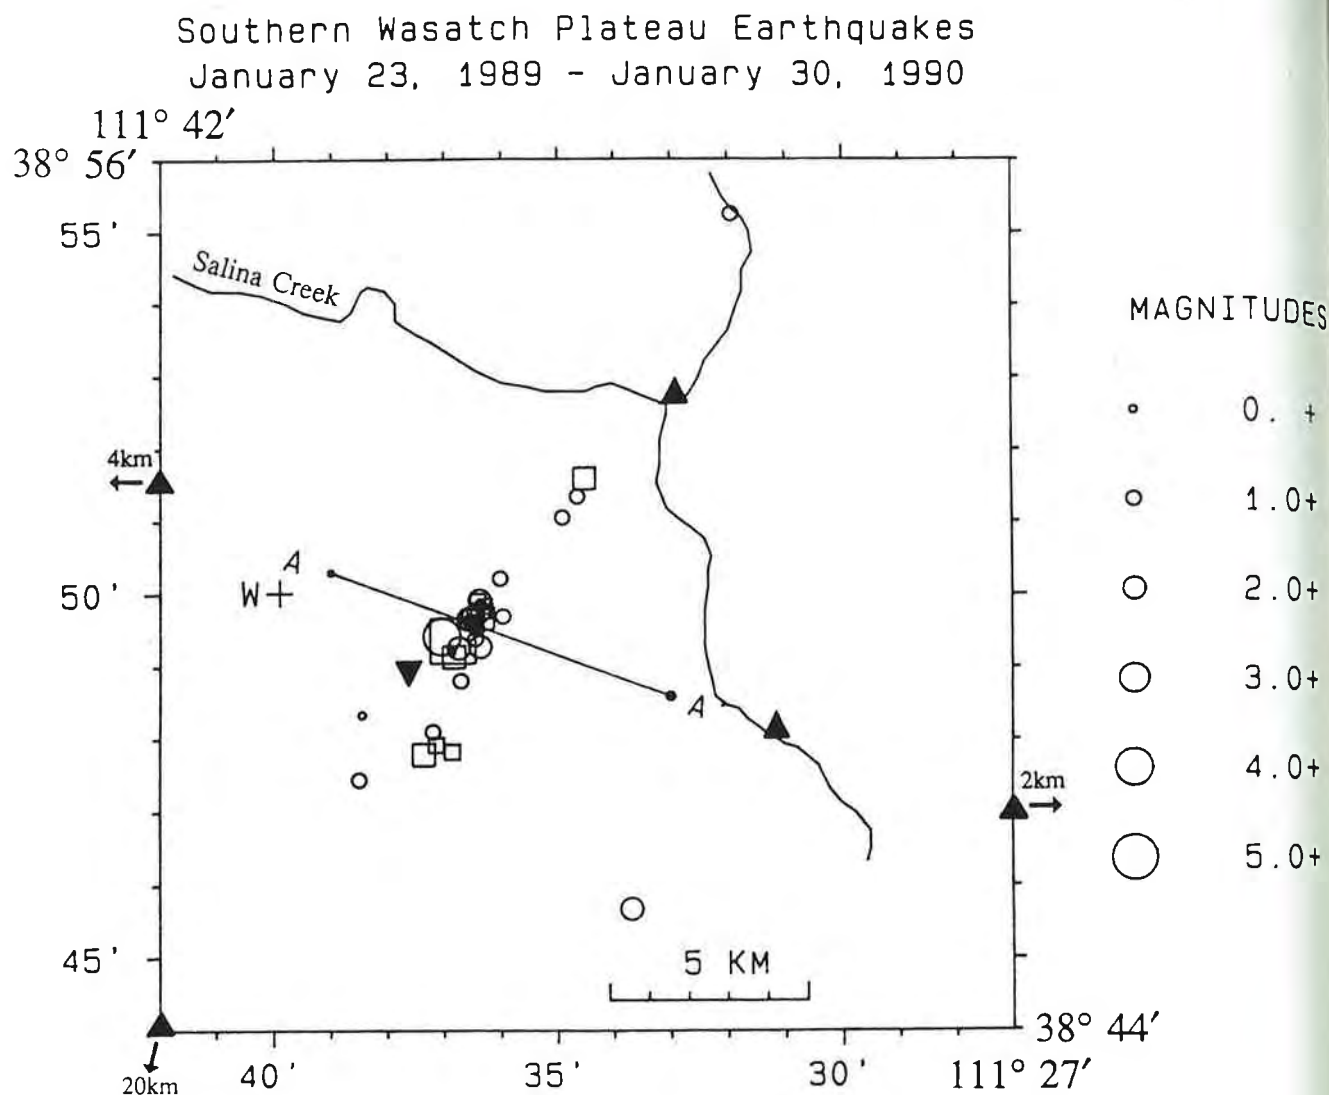 Southern Wasatch Plateau Earthquakes
January 23, 1989 - January 30, 1990
111° 42′
38° 56′
55 '
Salina Creek
MAGNITUDES
0. +
4km
1.0+
A
W
50 '
2.0+
3.0+
A
4.0+
2km
5.0+
5 KM
45 '
38° 44′
40 '
35 '
30 '
111° 27′
20km